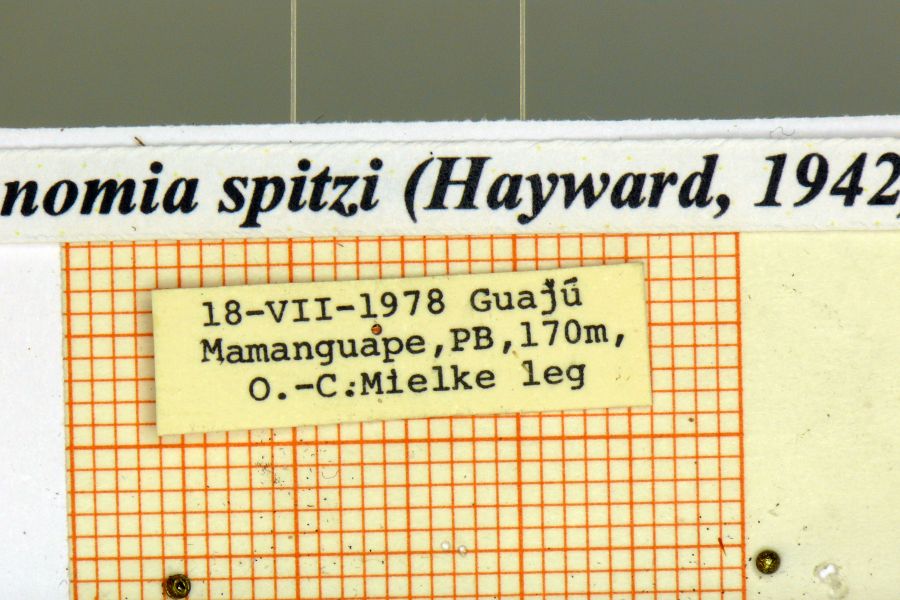 nomia spitzi (Hayward, 1942
18-VII-1978 Guajú
Mamanguape,PB,170m,
O.-C.Mielke leg